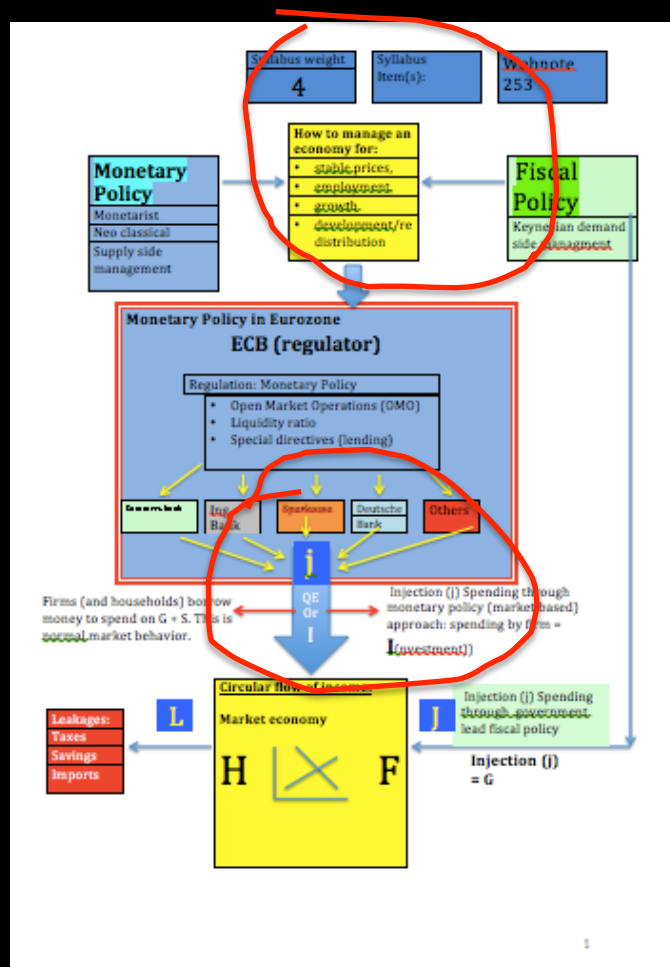 Syllabus weight
4
Syllabus
Item(s):
Webnote
253
How to manage an
economy for:
• stable prices,
• employment,
• growth,
• development/re
distribution
Monetary
Policy
Monetarist
Neo classical
Supply side
management
Fiscal
Policy
Keynesian demand
side managment
Monetary Policy in Eurozone
ECB (regulator)
Regulation: Monetary Policy
• Open Market Operations (OMO)
• Liquidity ratio
• Special directives (lending)
Ing
Bank
Sparkasse
Deutsche
Bank
Others
j
QE
Or
I
Firms (and households) borrow
money to spend on G + S. This is
normal market behavior.
Injection (j) Spending through
monetary policy (market based)
approach: spending by firm =
I(nvestment))
Circular flow of income:
Market economy
H
F
Leakages:
Taxes
Savings
Imports
L
J
Injection (j) Spending
through government
lead fiscal policy
Injection (j)
= G
1